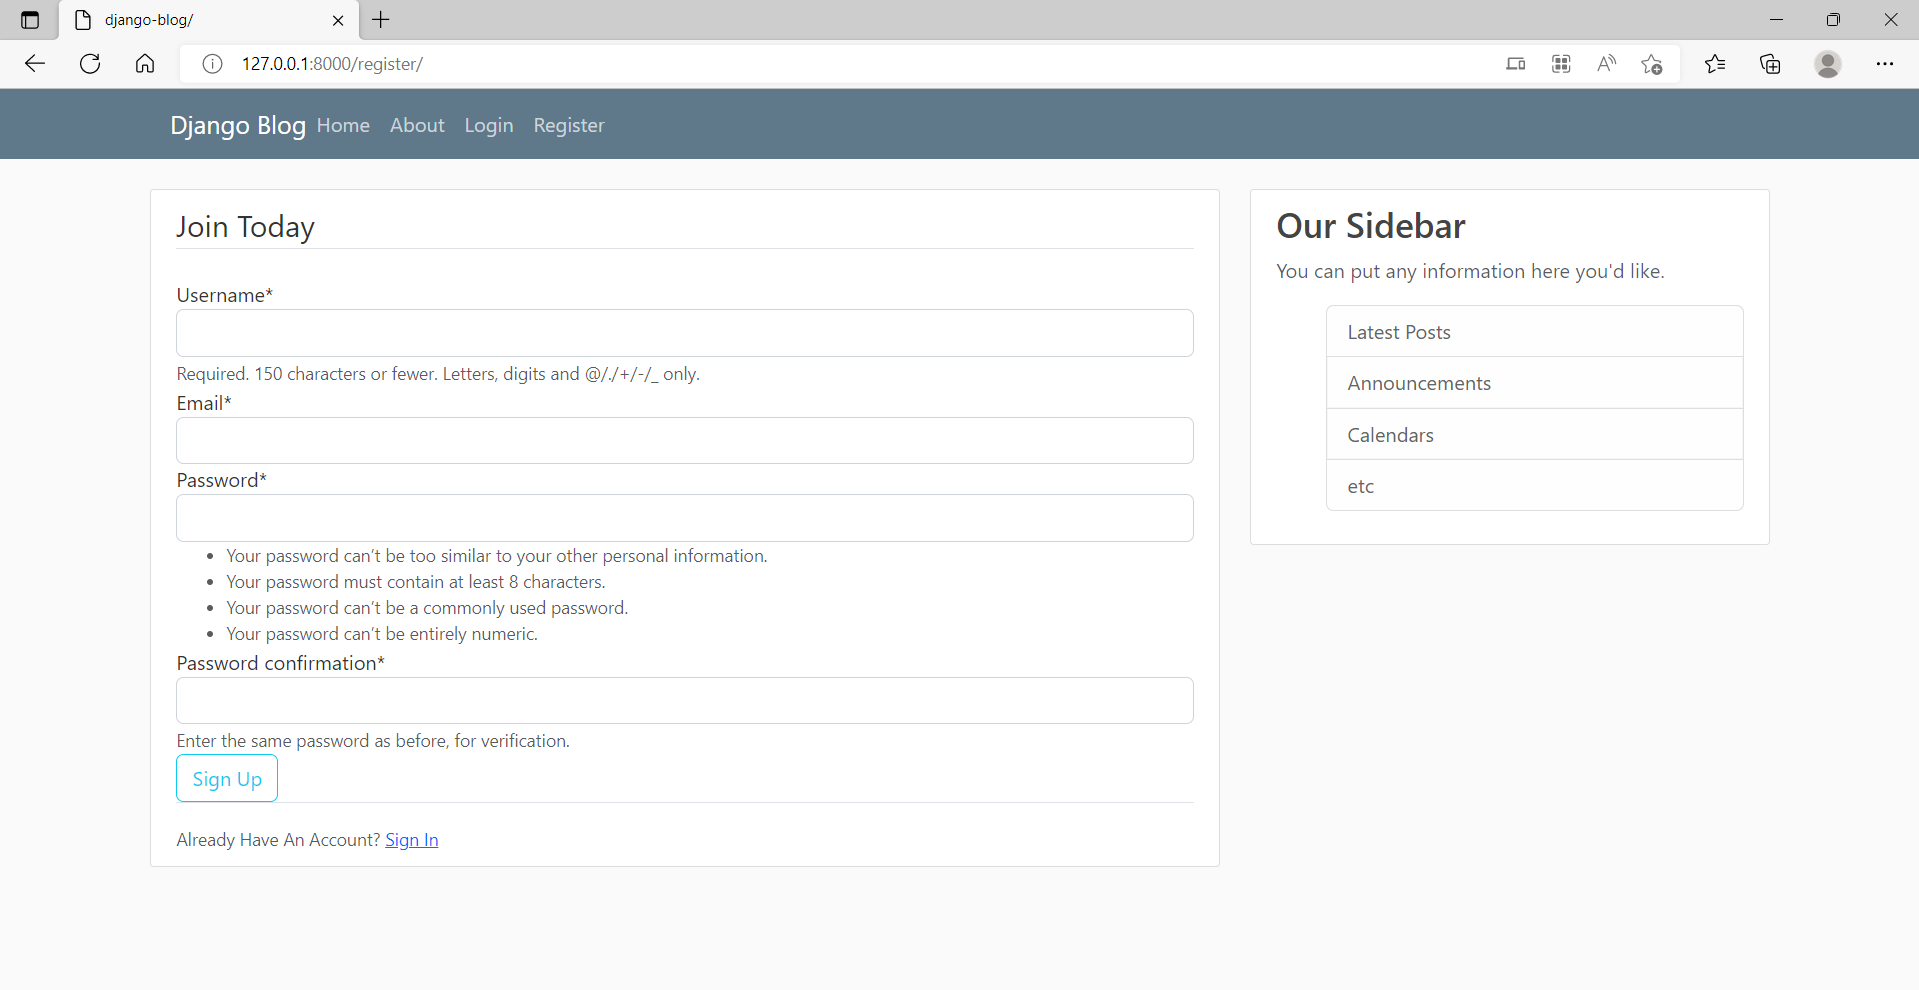 django-blog/
127.0.0.1:8000/register/
Django Blog Home About Login Register
Join Today
Username*
Required. 150 characters or fewer. Letters, digits and @/./+/-/_ only.
Email*
Password*
Your password can't be too similar to your other personal information.
Your password must contain at least 8 characters.
Your password can't be a commonly used password.
Your password can't be entirely numeric.
Password confirmation*
Enter the same password as before, for verification.
Sign Up
Already Have An Account? Sign In
Our Sidebar
You can put any information here you'd like.
Latest Posts
Announcements
Calendars
etc